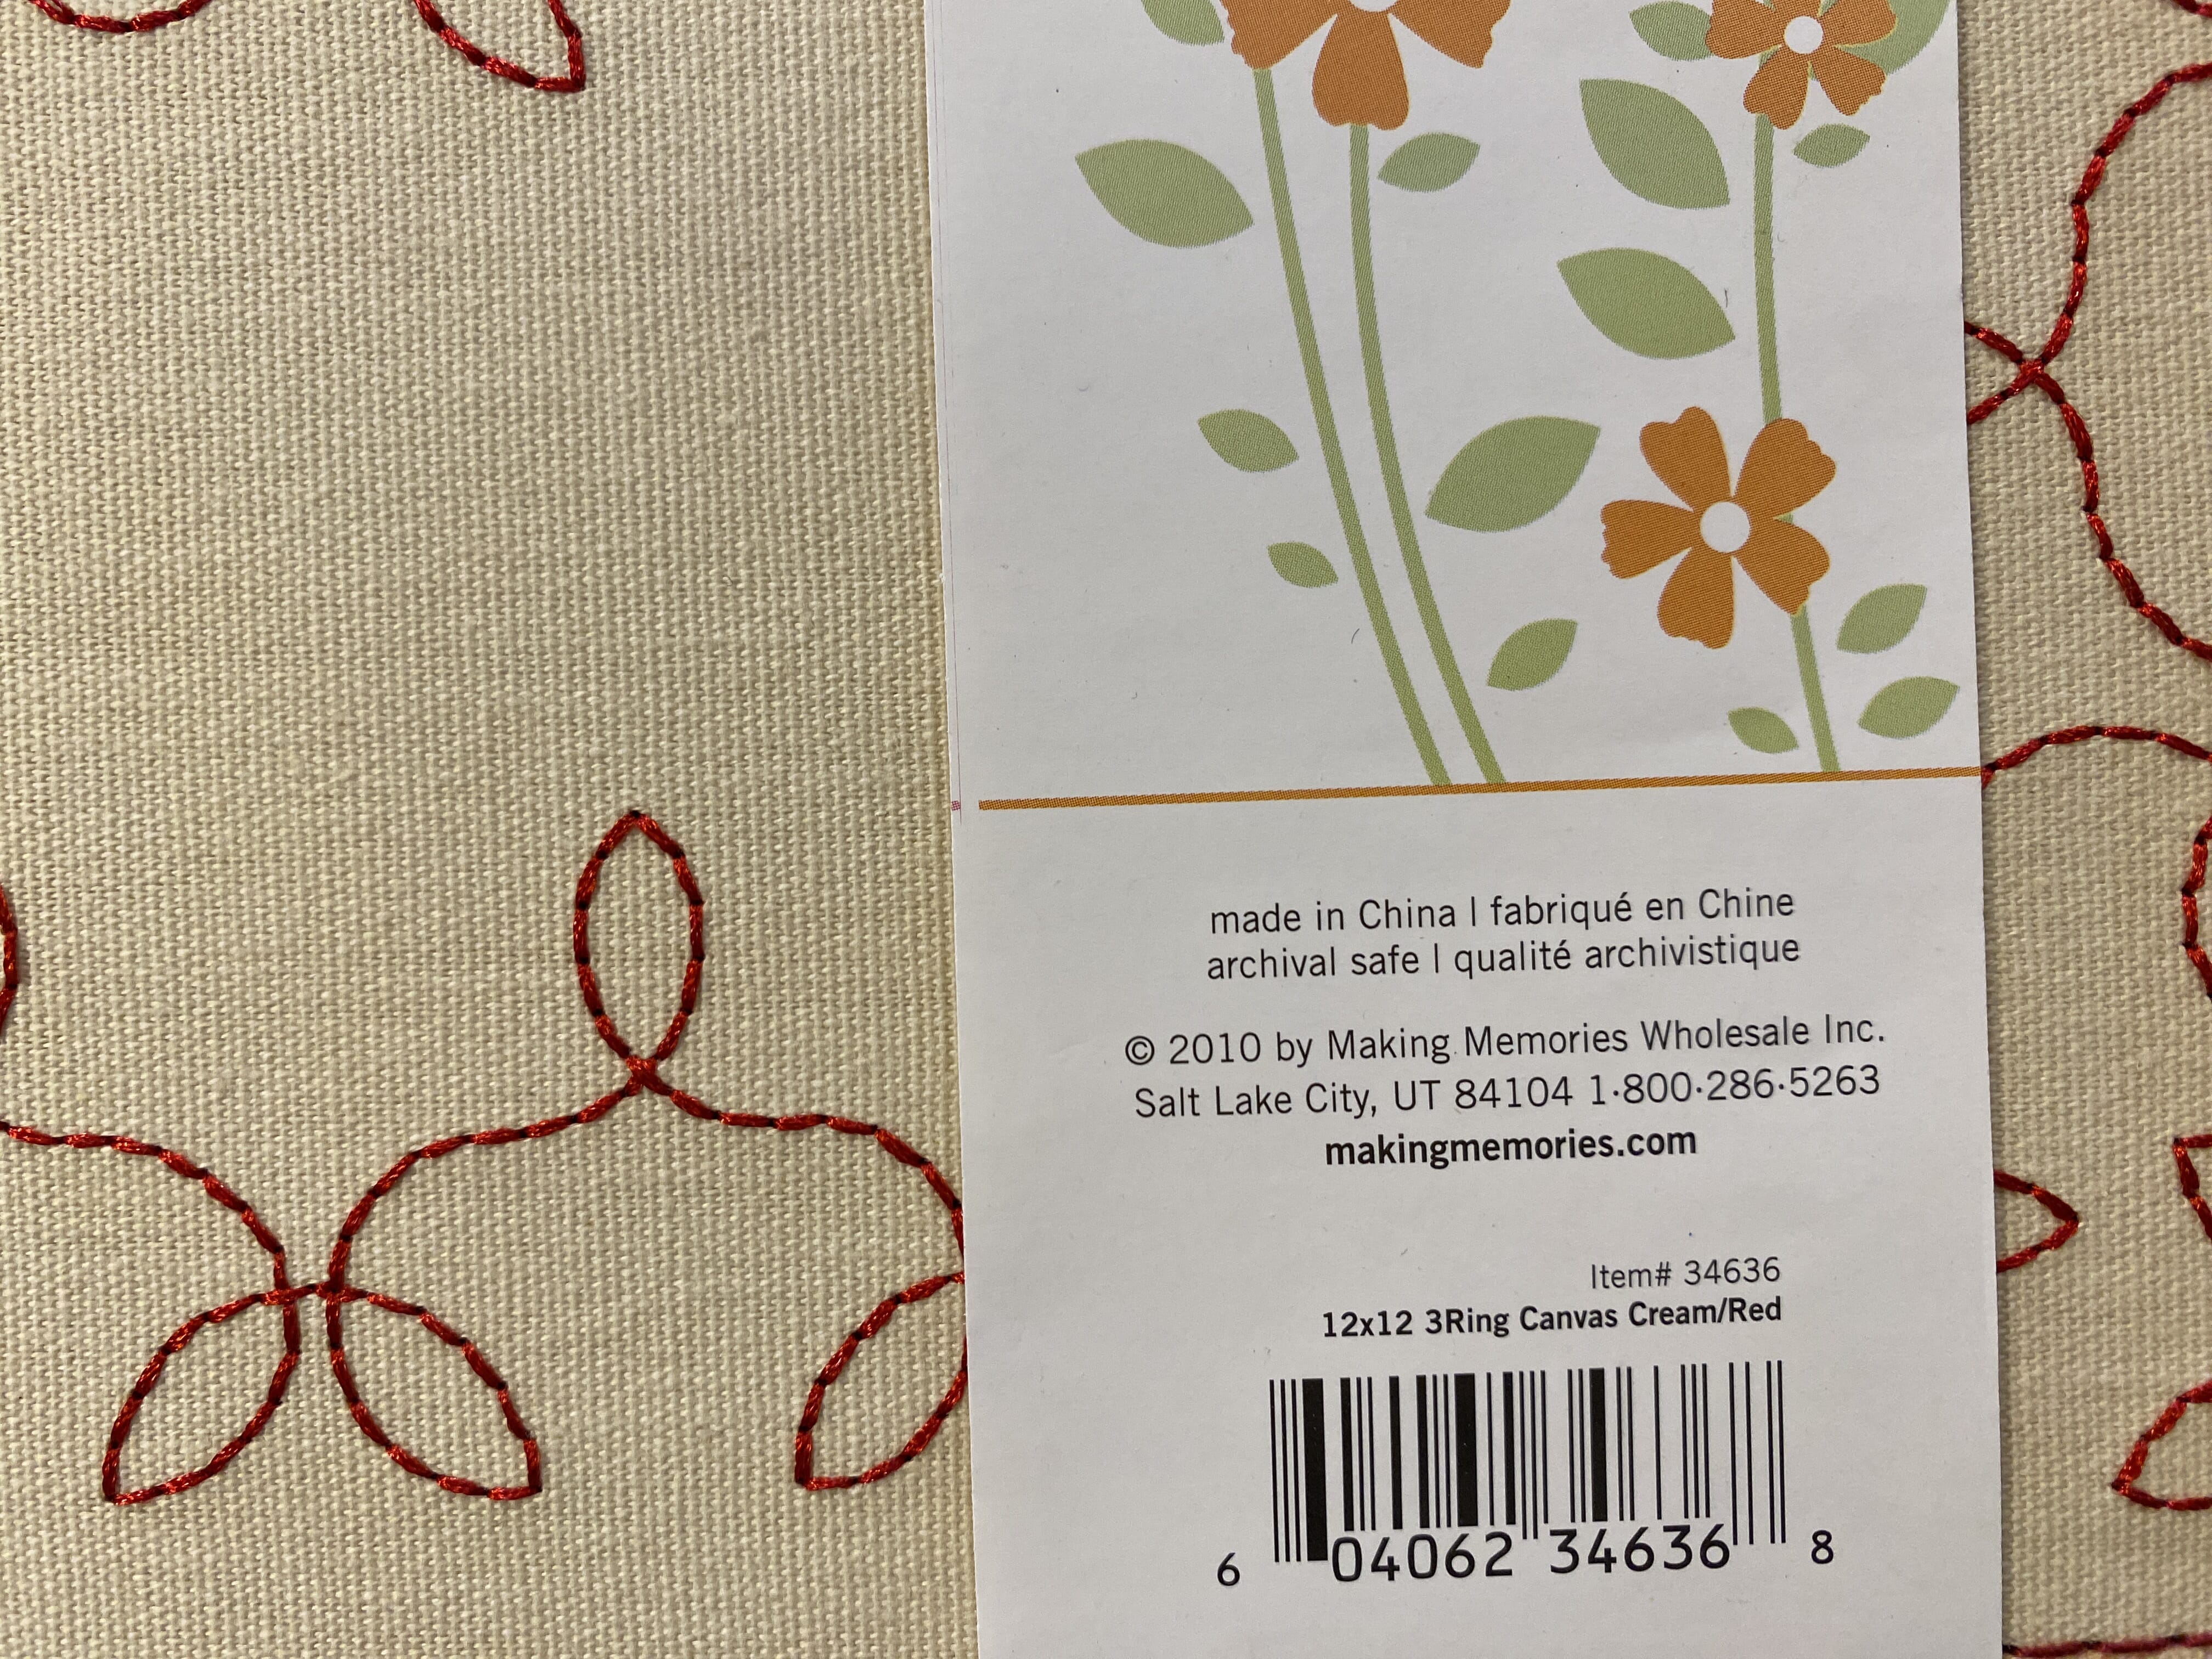 made in China | fabriqué en Chine
archival safe | qualité archivistique
© 2010 by Making Memories Wholesale Inc.
Salt Lake City, UT 84104 1·800·286·5263
makingmemories.com
Item# 34636
12x12 3Ring Canvas Cream/Red
6 04062 34636 8